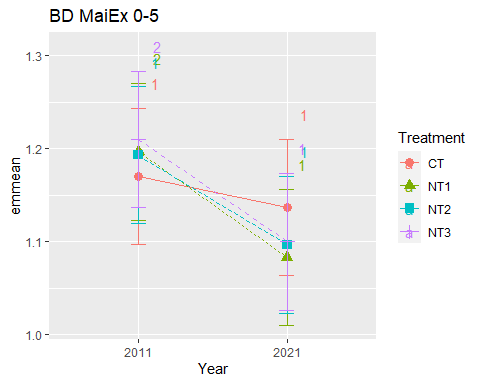 BD MaiEx 0-5
emmean
1.3
1.2
1.1
1.0
2
2
1
1
1
1
1
1
2011
2021
Year
Treatment
a CT
a NT1
a NT2
a NT3